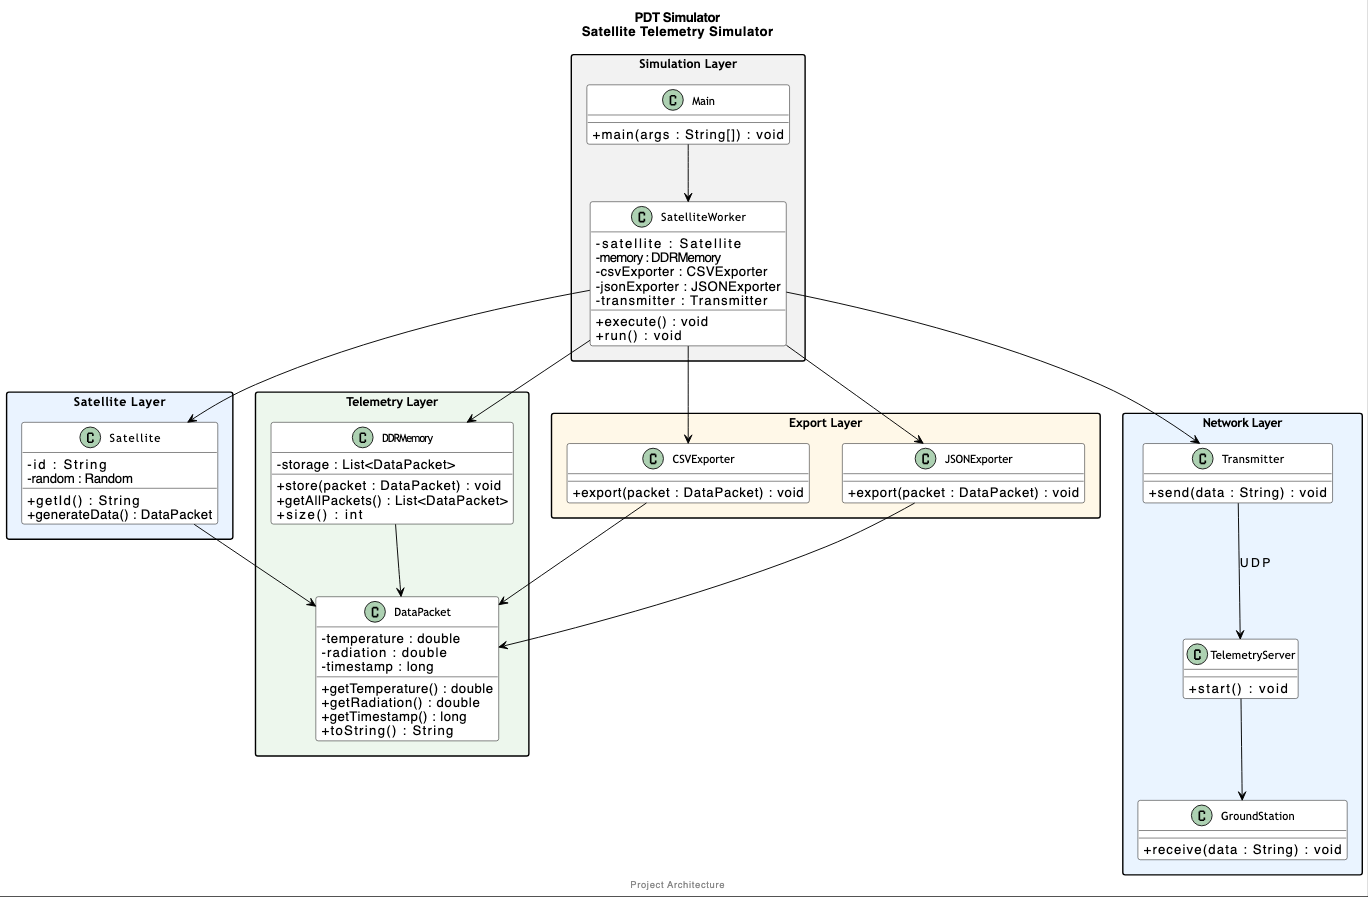 PDT Simulator
Satellite Telemetry Simulator
Simulation Layer
C Main
+main(args : String[]) : void
C SatelliteWorker
-satellite : Satellite
-memory : DDRMemory
-csvExporter : CSVExporter
-jsonExporter : JSONExporter
-transmitter : Transmitter
+execute() : void
+run() : void
Satellite Layer
C Satellite
-id : String
-random : Random
+getId() : String
+generateData() : DataPacket
Telemetry Layer
C DDRMemory
-storage : List<DataPacket>
+store(packet : DataPacket) : void
+getAllPackets() : List<DataPacket>
+size() : int
C DataPacket
-temperature : double
-radiation : double
-timestamp : long
+getTemperature() : double
+getRadiation() : double
+getTimestamp() : long
+toString() : String
Export Layer
C CSVExporter
+export(packet : DataPacket) : void
C JSONExporter
+export(packet : DataPacket) : void
Network Layer
C Transmitter
+send(data : String) : void
UDP
C TelemetryServer
+start() : void
C GroundStation
+receive(data : String) : void
Project Architecture